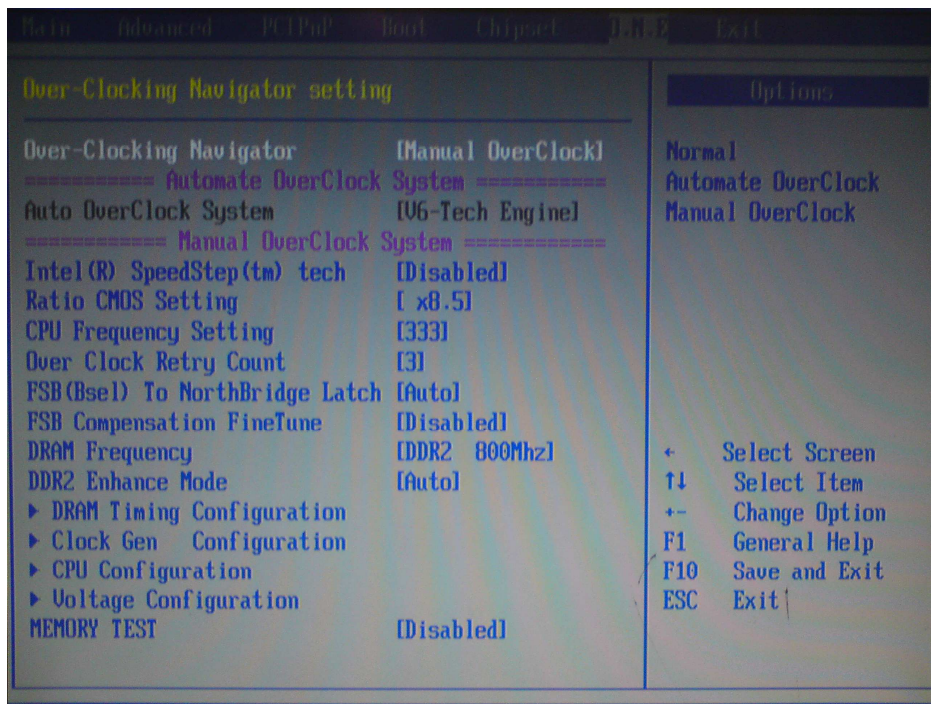 Main Advanced PCIPnP Boot Chipset O.N.E Exit
Over-Clocking Navigator setting
Options
Over-Clocking Navigator [Manual OverClock]
=========== Automate OverClock System ===========
Auto OverClock System [V6-Tech Engine]
============ Manual OverClock System ============
Intel(R) SpeedStep(tm) tech [Disabled]
Ratio CMOS Setting [ x8.5]
CPU Frequency Setting [333]
Over Clock Retry Count [3]
FSB(Bsel) To NorthBridge Latch [Auto]
FSB Compensation FineTune [Disabled]
DRAM Frequency [DDR2 800Mhz]
DDR2 Enhance Mode [Auto]
▶ DRAM Timing Configuration
▶ Clock Gen Configuration
▶ CPU Configuration
▶ Voltage Configuration
MEMORY TEST [Disabled]
Normal
Automate OverClock
Manual OverClock
← Select Screen
↑↓ Select Item
+- Change Option
F1 General Help
F10 Save and Exit
ESC Exit